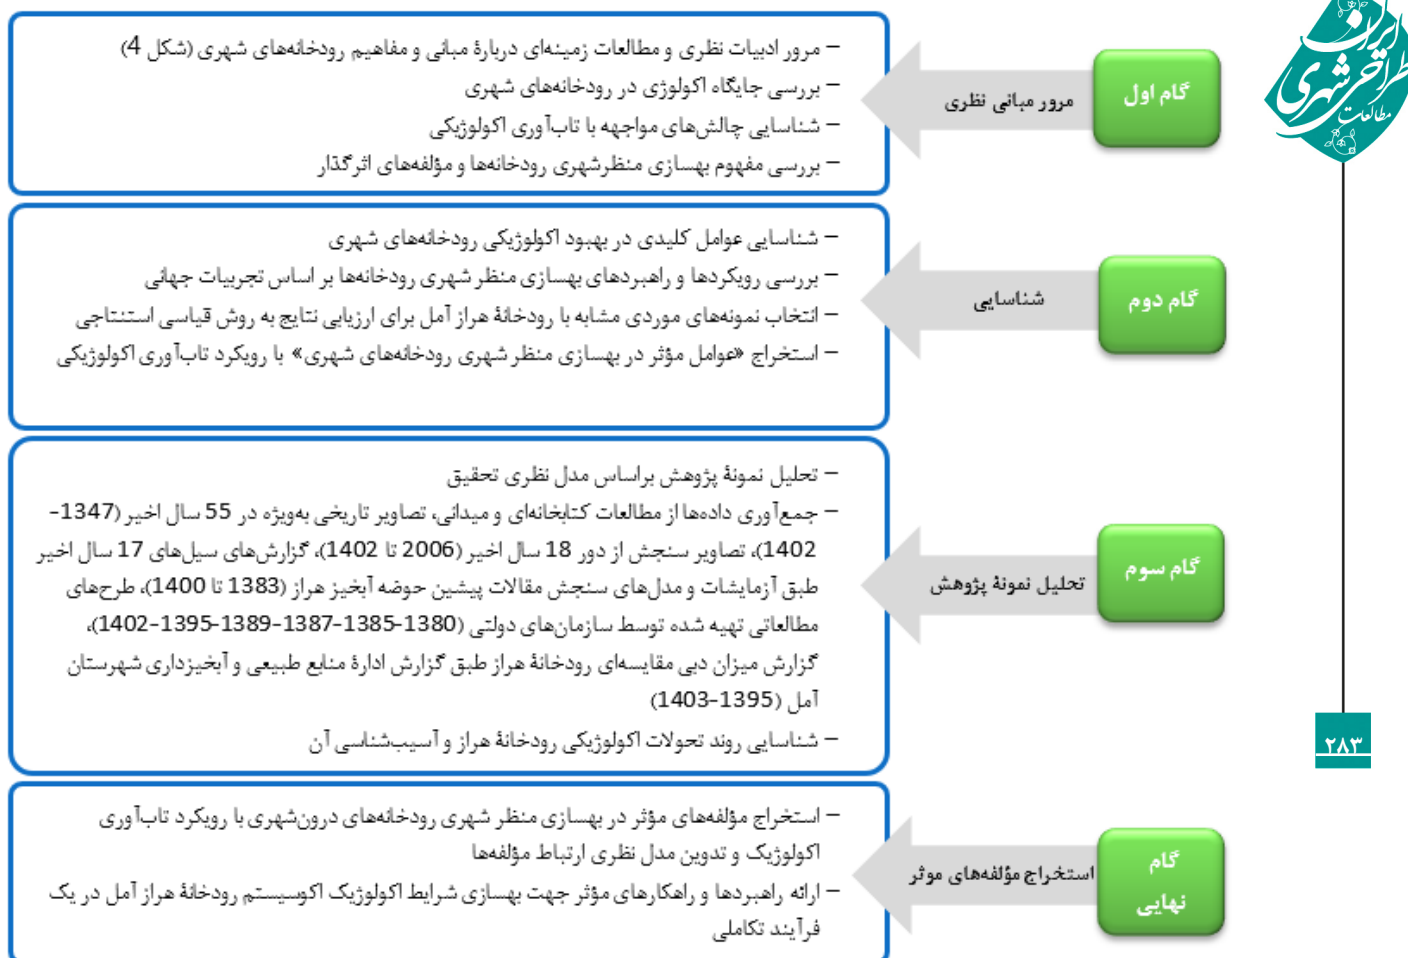 مطالعات
طراحی شهری
ایران
گام اول
مرور مبانی نظری
– مرور ادبیات نظری و مطالعات زمینه‌ای دربارهٔ مبانی و مفاهیم رودخانه‌های شهری (شکل 4)
– بررسی جایگاه اکولوژی در رودخانه‌های شهری
– شناسایی چالش‌های مواجهه با تاب‌آوری اکولوژیکی
– بررسی مفهوم بهسازی منظرشهری رودخانه‌ها و مؤلفه‌های اثرگذار
گام دوم
شناسایی
– شناسایی عوامل کلیدی در بهبود اکولوژیکی رودخانه‌های شهری
– بررسی رویکردها و راهبردهای بهسازی منظر شهری رودخانه‌ها بر اساس تجربیات جهانی
– انتخاب نمونه‌های موردی مشابه با رودخانهٔ هراز آمل برای ارزیابی نتایج به روش قیاسی استنتاجی
– استخراج «عوامل مؤثر در بهسازی منظر شهری رودخانه‌های شهری» با رویکرد تاب‌آوری اکولوژیکی
گام سوم
تحلیل نمونهٔ پژوهش
– تحلیل نمونهٔ پژوهش براساس مدل نظری تحقیق
– جمع‌آوری داده‌ها از مطالعات کتابخانه‌ای و میدانی، تصاویر تاریخی به‌ویژه در 55 سال اخیر (1347-
1402)، تصاویر سنجش از دور 18 سال اخیر (2006 تا 1402)، گزارش‌های سیل‌های 17 سال اخیر
طبق آزمایشات و مدل‌های سنجش مقالات پیشین حوضه آبخیز هراز (1383 تا 1400)، طرح‌های
مطالعاتی تهیه شده توسط سازمان‌های دولتی (1380-1385-1387-1389-1395-1402)،
گزارش میزان دبی مقایسه‌ای رودخانهٔ هراز طبق گزارش ادارهٔ منابع طبیعی و آبخیزداری شهرستان
آمل (1395-1403)
– شناسایی روند تحولات اکولوژیکی رودخانهٔ هراز و آسیب‌شناسی آن
۲۸۳
گام
نهایی
استخراج مؤلفه‌های موثر
– استخراج مؤلفه‌های مؤثر در بهسازی منظر شهری رودخانه‌های درون‌شهری با رویکرد تاب‌آوری
اکولوژیک و تدوین مدل نظری ارتباط مؤلفه‌ها
– ارائه راهبردها و راهکارهای مؤثر جهت بهسازی شرایط اکولوژیک اکوسیستم رودخانهٔ هراز آمل در یک
فرآیند تکاملی